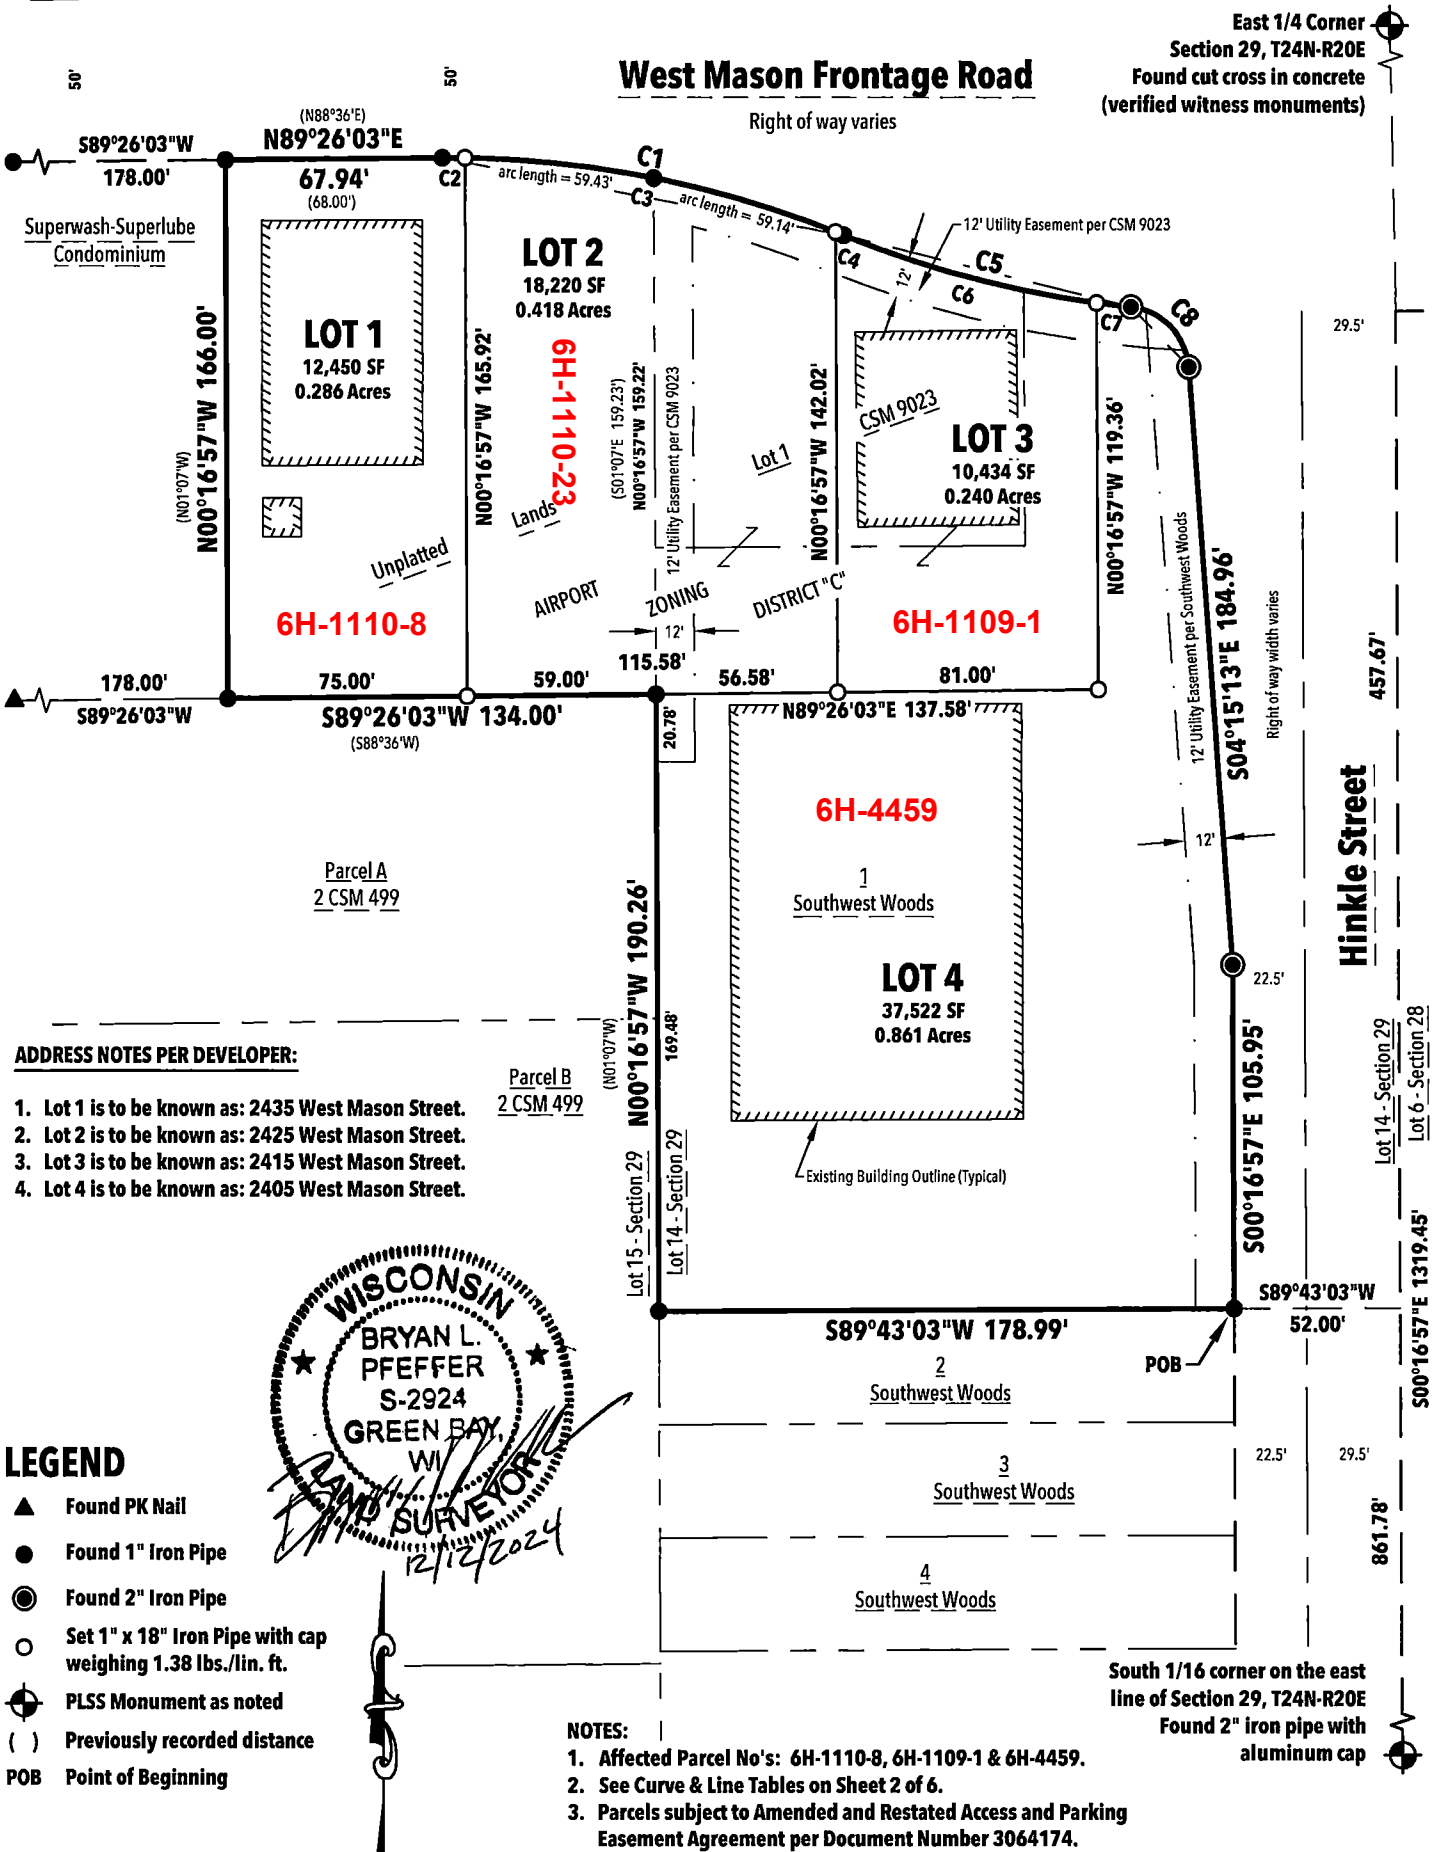 East 1/4 Corner
Section 29, T24N-R20E
Found cut cross in concrete
(verified witness monuments)
50'
50'
West Mason Frontage Road
Right of way varies
S89°26'03"W
178.00'
(N88°36'E)
N89°26'03"E
67.94'
(68.00')
C2
arc length = 59.43'
C1
C3
arc length = 59.14'
C4
12' Utility Easement per CSM 9023
12'
C5
C6
C7
C8
29.5'
Superwash-Superlube
Condominium
LOT 1
12,450 SF
0.286 Acres
LOT 2
18,220 SF
0.418 Acres
6H-1110-23
(N01°07'W)
N00°16'57"W 166.00'
N00°16'57"W 165.92'
(S01°07'E 159.23')
N00°16'57"W 159.22'
12' Utility Easement per CSM 9023
Lot 1
N00°16'57"W 142.02'
CSM 9023
LOT 3
10,434 SF
0.240 Acres
N00°16'57"W 119.36'
12' Utility Easement per Southwest Woods
S04°15'13"E 184.96'
Right of way width varies
457.67'
Unplatted
Lands
AIRPORT
ZONING
DISTRICT "C"
6H-1110-8
6H-1109-1
12'
178.00'
S89°26'03"W
75.00'
59.00'
115.58'
56.58'
81.00'
S89°26'03"W 134.00'
(S88°36'W)
20.78'
N89°26'03"E 137.58'
6H-4459
12'
Hinkle Street
Parcel A
2 CSM 499
1
Southwest Woods
LOT 4
37,522 SF
0.861 Acres
22.5'
(N01°07'W)
N00°16'57"W 190.26'
169.48'
S00°16'57"E 105.95'
Lot 14 - Section 29
Lot 6 - Section 28
ADDRESS NOTES PER DEVELOPER:
1. Lot 1 is to be known as: 2435 West Mason Street.
2. Lot 2 is to be known as: 2425 West Mason Street.
3. Lot 3 is to be known as: 2415 West Mason Street.
4. Lot 4 is to be known as: 2405 West Mason Street.
Parcel B
2 CSM 499
Existing Building Outline (Typical)
Lot 15 - Section 29
Lot 14 - Section 29
S00°16'57"E 1319.45'
S89°43'03"W
52.00'
S89°43'03"W 178.99'
POB
WISCONSIN
BRYAN L.
PFEFFER
S-2924
GREEN BAY,
WI
LAND SURVEYOR
12/12/2024
2
Southwest Woods
3
Southwest Woods
4
Southwest Woods
22.5'
29.5'
861.78'
LEGEND
Found PK Nail
Found 1" Iron Pipe
Found 2" Iron Pipe
Set 1" x 18" Iron Pipe with cap
weighing 1.38 lbs./lin. ft.
PLSS Monument as noted
( ) Previously recorded distance
POB Point of Beginning
South 1/16 corner on the east
line of Section 29, T24N-R20E
Found 2" iron pipe with
aluminum cap
NOTES:
1. Affected Parcel No's: 6H-1110-8, 6H-1109-1 & 6H-4459.
2. See Curve & Line Tables on Sheet 2 of 6.
3. Parcels subject to Amended and Restated Access and Parking
Easement Agreement per Document Number 3064174.